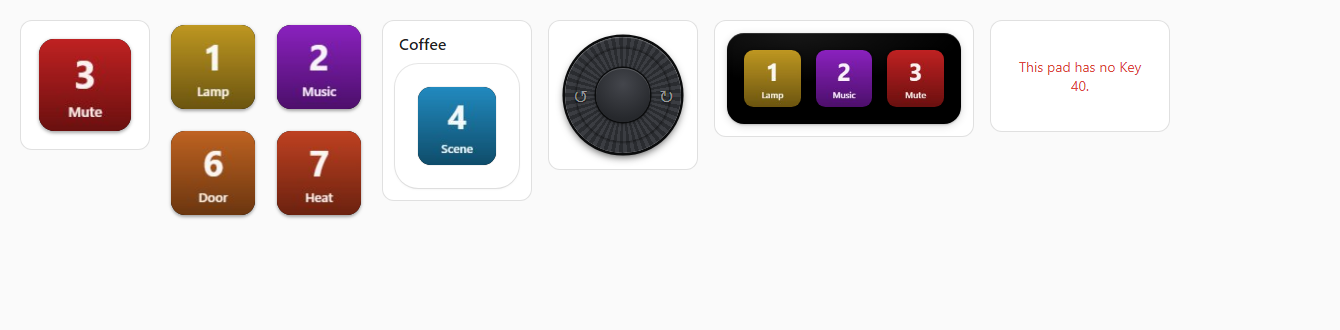 3
Mute
1
Lamp
2
Music
6
Door
7
Heat
Coffee
4
Scene
↺ ↻
1
Lamp
2
Music
3
Mute
This pad has no Key
40.